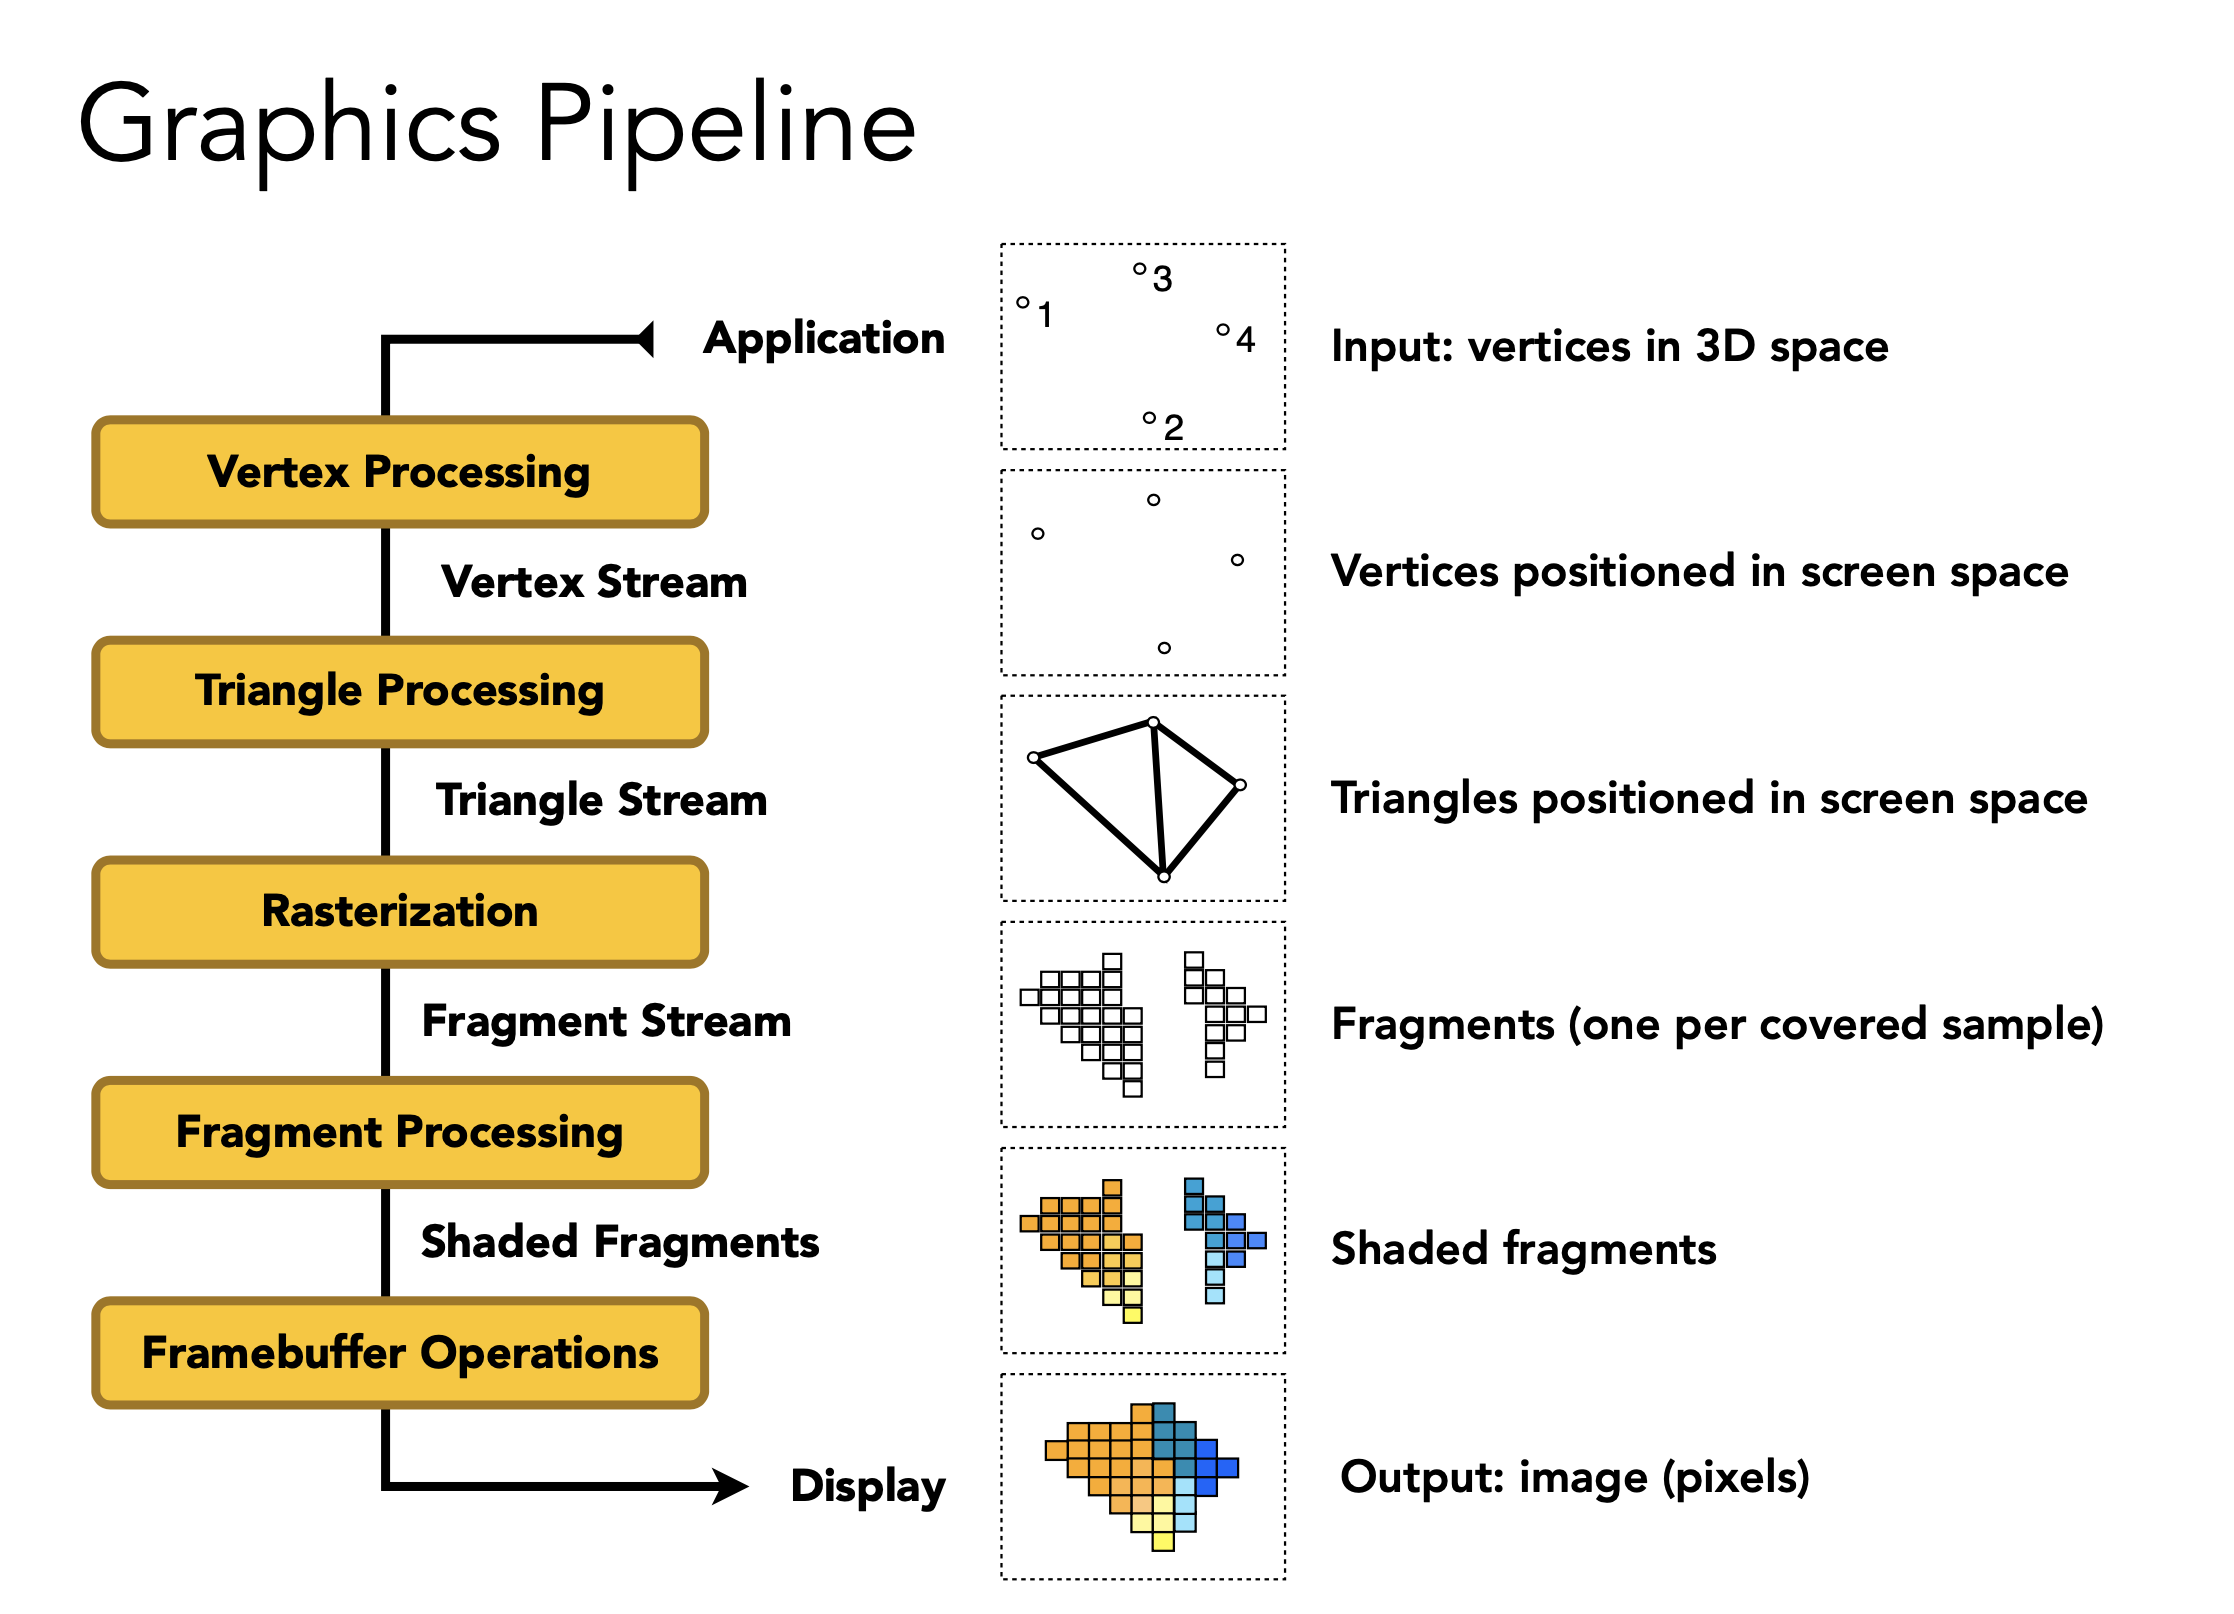 Graphics Pipeline
Application
3
1
4
2
Input: vertices in 3D space
Vertex Processing
Vertex Stream
Vertices positioned in screen space
Triangle Processing
Triangle Stream
Triangles positioned in screen space
Rasterization
Fragment Stream
Fragments (one per covered sample)
Fragment Processing
Shaded Fragments
Shaded fragments
Framebuffer Operations
Display
Output: image (pixels)